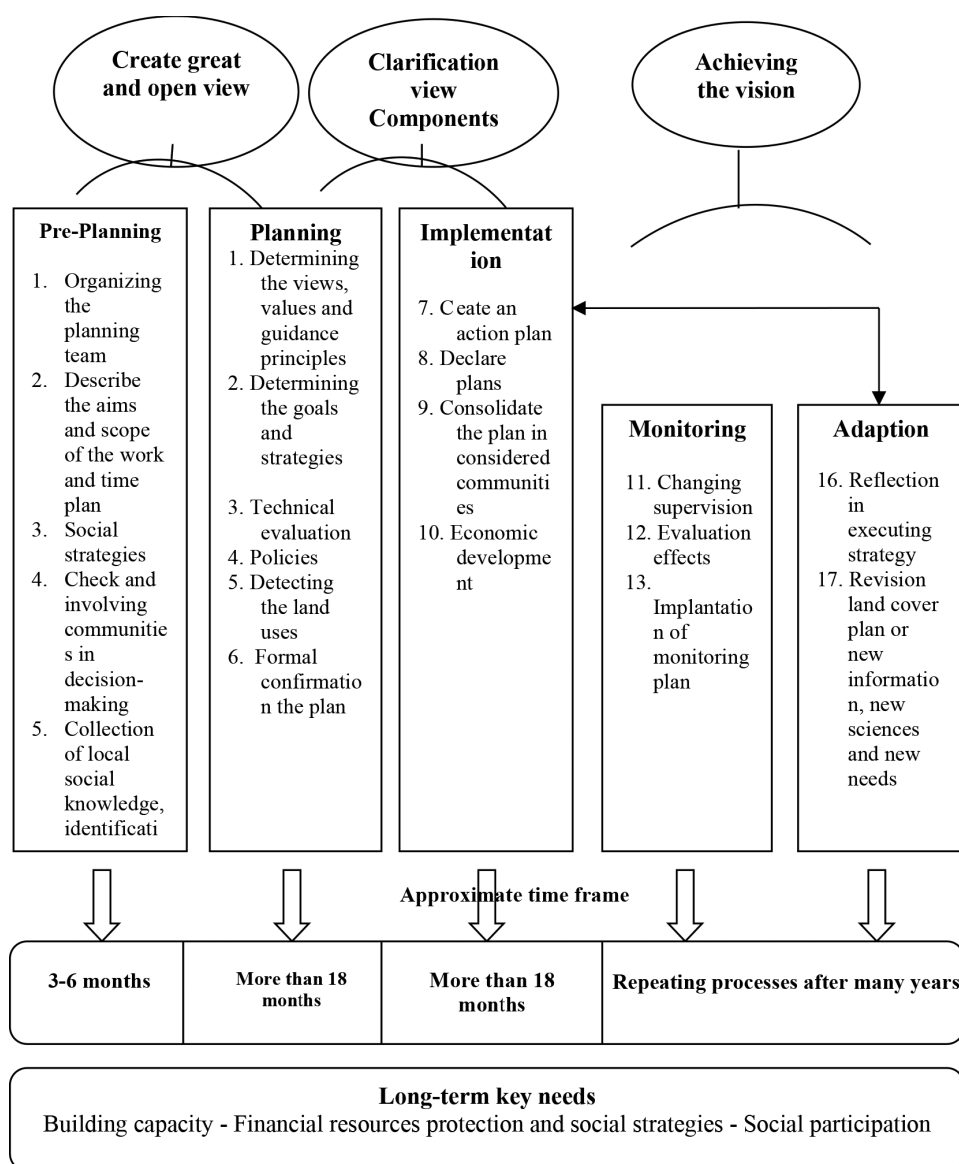 Create great
and open view
Clarification
view
Components
Achieving
the vision
Pre-Planning
1. Organizing
the
planning
team
2. Describe
the aims
and scope
of the work
and time
plan
3. Social
strategies
4. Check and
involving
communitie
s in
decision-
making
5. Collection
of local
social
knowledge,
identificati
Planning
1. Determining
the views,
values and
guidance
principles
2. Determining
the goals
and
strategies
3. Technical
evaluation
4. Policies
5. Detecting
the land
uses
6. Formal
confirmatio
n the plan
Implementat
ion
7. Ceate an
action plan
8. Declare
plans
9. Consolidate
the plan in
considered
communiti
es
10. Economic
developme
nt
Monitoring
11. Changing
supervision
12. Evaluation
effects
13.
Implantatio
n of
monitoring
plan
Adaption
16. Reflection
in
executing
strategy
17. Revision
land cover
plan or
new
informatio
n, new
sciences
and new
needs
Approximate time frame
3-6 months
More than 18
months
More than 18
months
Repeating processes after many years
Long-term key needs
Building capacity - Financial resources protection and social strategies - Social participation